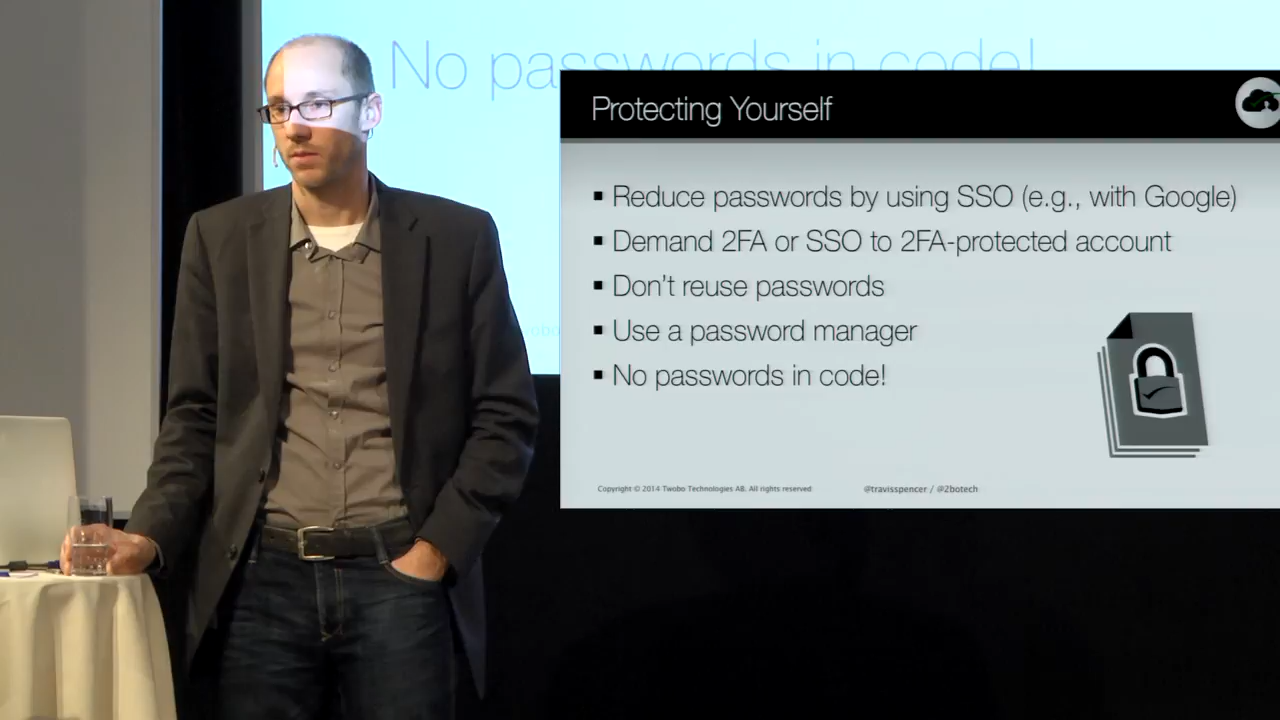 No passwords in code!
Protecting Yourself
▪ Reduce passwords by using SSO (e.g., with Google)
▪ Demand 2FA or SSO to 2FA-protected account
▪ Don't reuse passwords
▪ Use a password manager
▪ No passwords in code!
Copyright © 2014 Twobo Technologies AB. All rights reserved
@travisspencer / @2botech